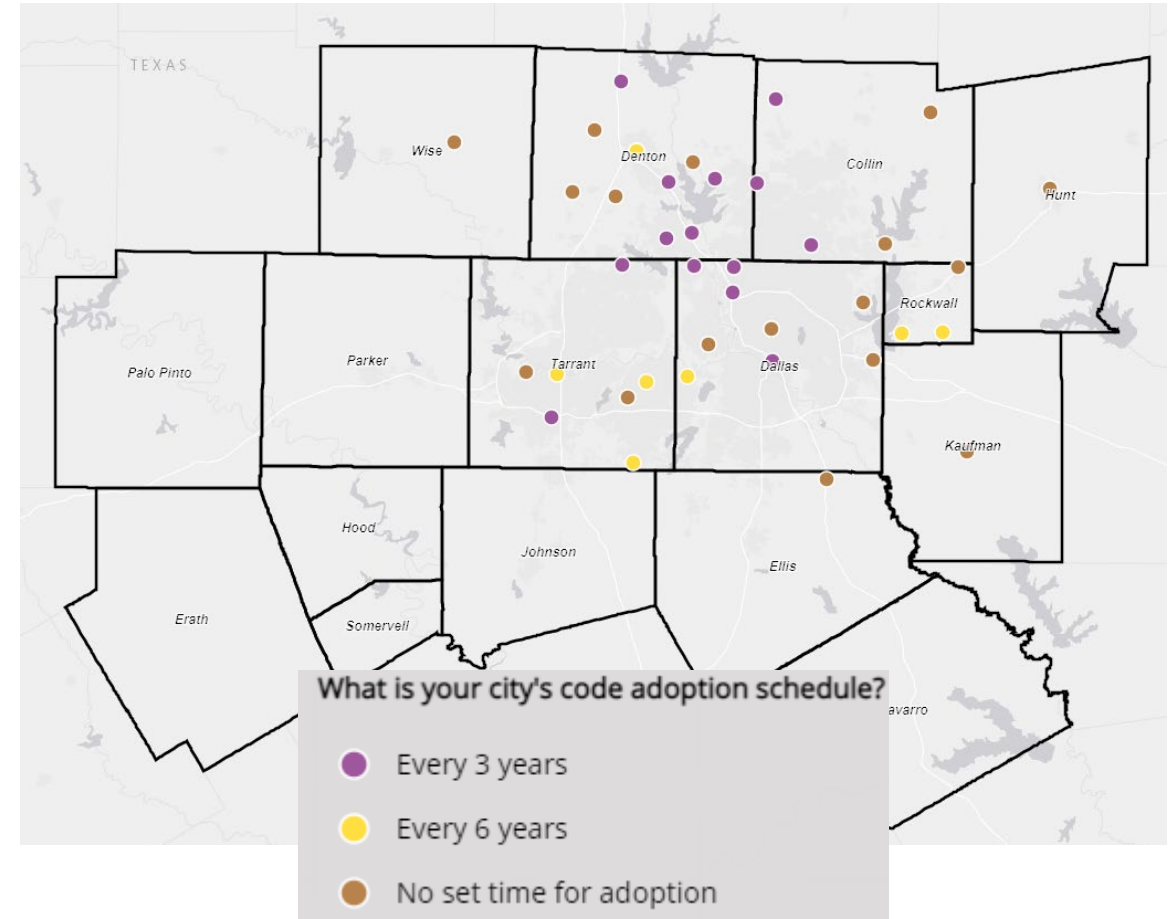 TEXAS
Wise
Denton
Collin
Hunt
Rockwall
Palo Pinto
Parker
Tarrant
Dallas
Kaufman
Hood
Johnson
Ellis
Erath
Somervell
avarro
What is your city's code adoption schedule?
Every 3 years
Every 6 years
No set time for adoption